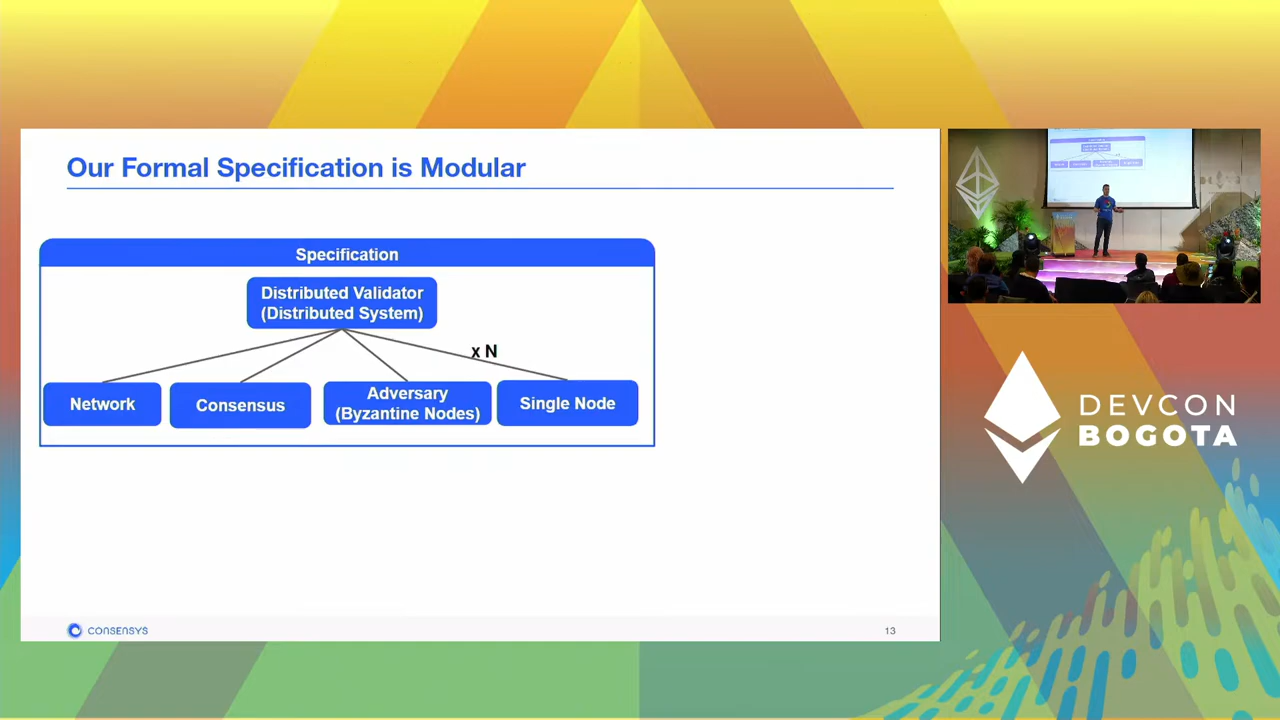 Our Formal Specification is Modular
Specification
Distributed Validator
(Distributed System)
x N
Network
Consensus
Adversary
(Byzantine Nodes)
Single Node
CONSENSYS
13
DEVCON
BOGOTA